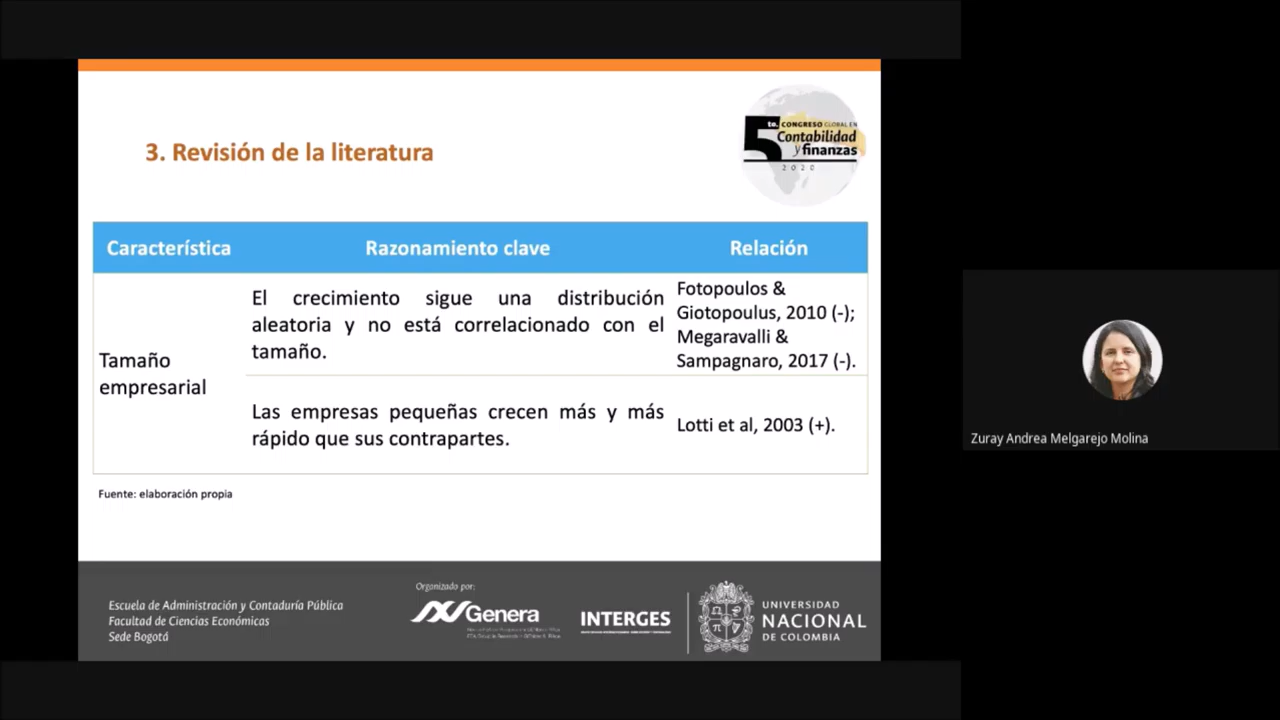 3. Revisión de la literatura
5to. CONGRESO GLOBAL EN
Contabilidad
y finanzas
2020
Característica Razonamiento clave Relación
Tamaño
empresarial
El crecimiento sigue una distribución
aleatoria y no está correlacionado con el
tamaño.
Fotopoulos &
Giotopoulus, 2010 (-);
Megaravalli &
Sampagnaro, 2017 (-).
Las empresas pequeñas crecen más y más
rápido que sus contrapartes.
Lotti et al, 2003 (+).
Fuente: elaboración propia
Zuray Andrea Melgarejo Molina
Escuela de Administración y Contaduría Pública
Facultad de Ciencias Económicas
Sede Bogotá
Organizado por:
Genera
INTERGES
UNIVERSIDAD
NACIONAL
DE COLOMBIA